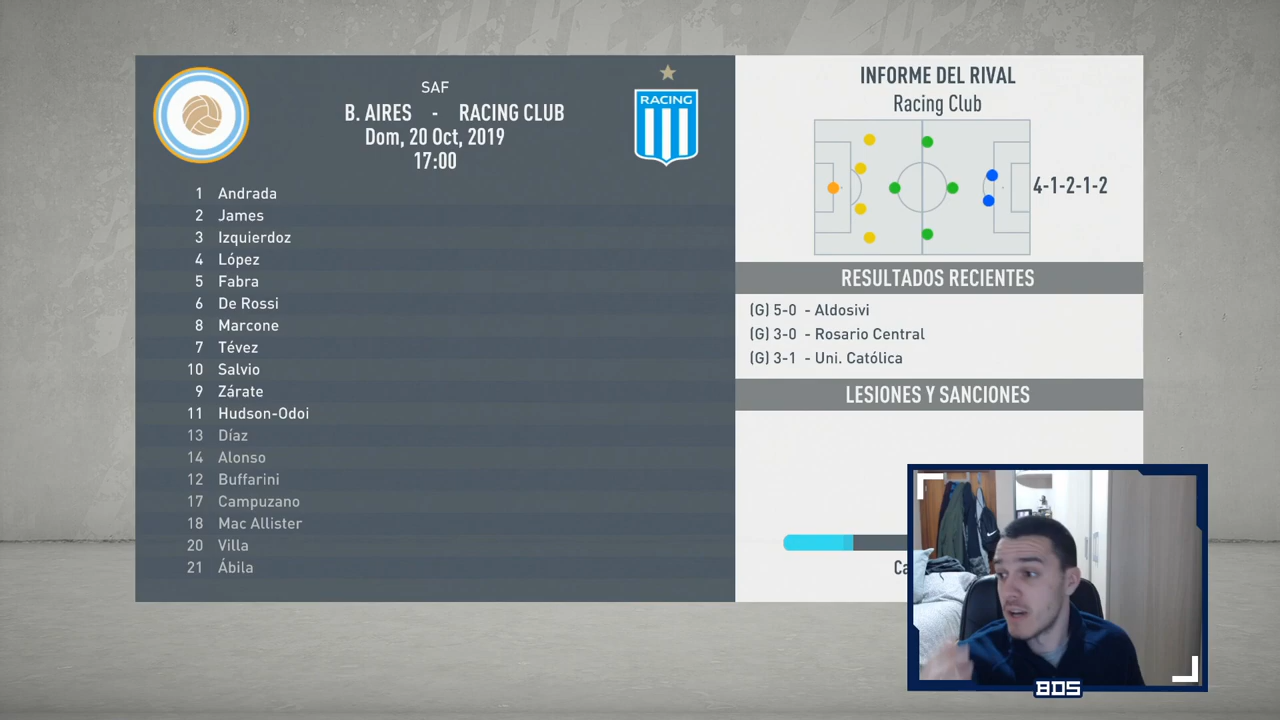 SAF
B. AIRES - RACING CLUB
Dom, 20 Oct, 2019
17:00
RACING
1 Andrada
2 James
3 Izquierdoz
4 López
5 Fabra
6 De Rossi
8 Marcone
7 Tévez
10 Salvio
9 Zárate
11 Hudson-Odoi
13 Díaz
14 Alonso
12 Buffarini
17 Campuzano
18 Mac Allister
20 Villa
21 Ábila
INFORME DEL RIVAL
Racing Club
4-1-2-1-2
RESULTADOS RECIENTES
(G) 5-0 - Aldosivi
(G) 3-0 - Rosario Central
(G) 3-1 - Uni. Católica
LESIONES Y SANCIONES
Ca
BDS